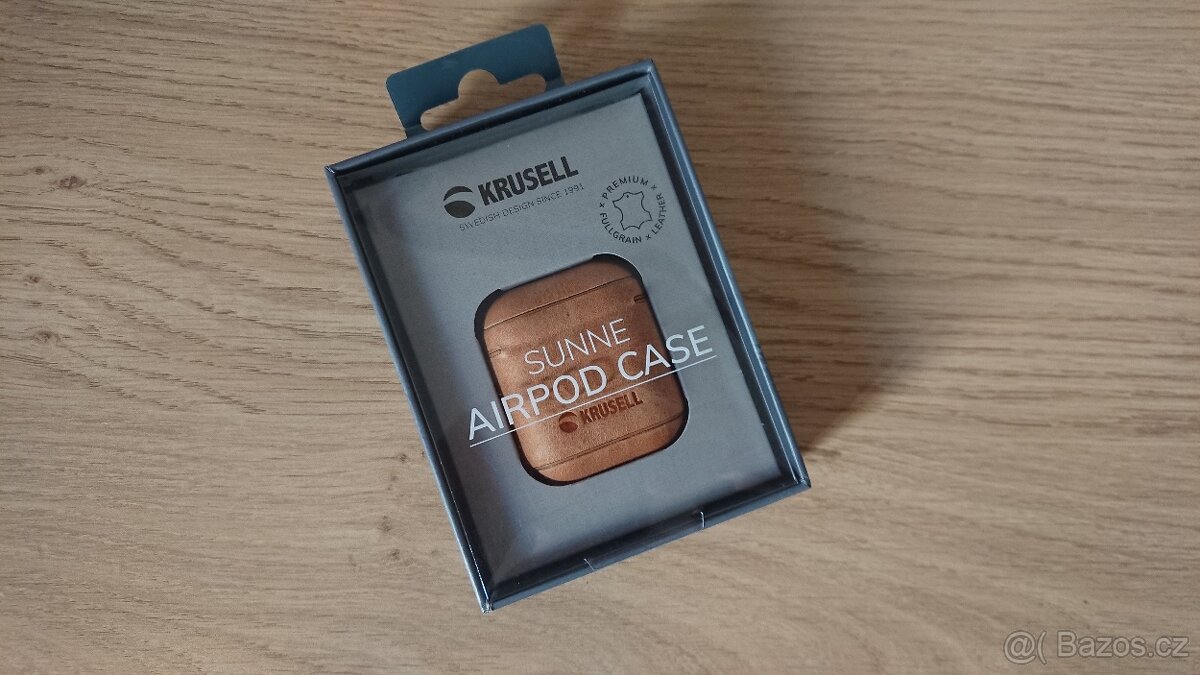 KRUSELL
SWEDISH DESIGN SINCE 1991
x PREMIUM x
FULLGRAIN x LEATHER
SUNNE
AIRPOD CASE
KRUSELL
@( Bazos.cz